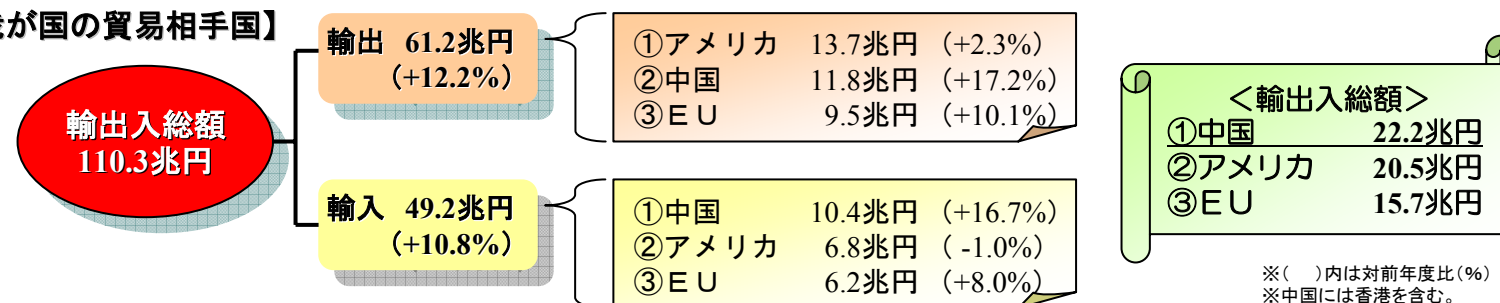 が国の貿易相手国】
輸出入総額
110.3兆円
輸出 61.2兆円
(+12.2%)
①アメリカ 13.7兆円 (+2.3%)
②中国 11.8兆円 (+17.2%)
③EU 9.5兆円 (+10.1%)
輸入 49.2兆円
(+10.8%)
①中国 10.4兆円 (+16.7%)
②アメリカ 6.8兆円 ( -1.0%)
③EU 6.2兆円 (+8.0%)
<輸出入総額>
①中国 22.2兆円
②アメリカ 20.5兆円
③EU 15.7兆円
※( )内は対前年度比(%)
※中国には香港を含む。